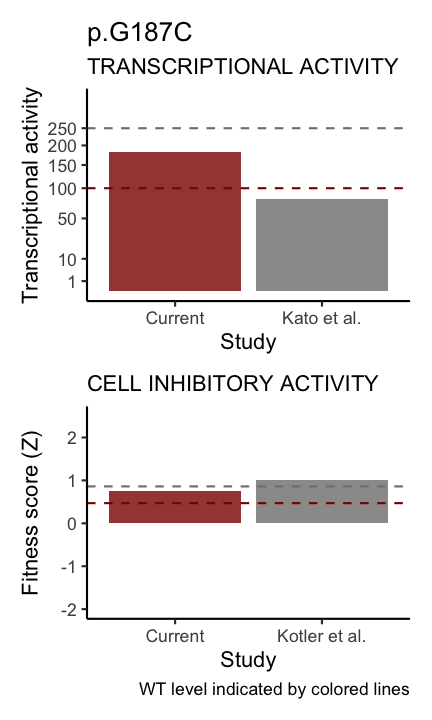 p.G187C
TRANSCRIPTIONAL ACTIVITY
Transcriptional activity
250
200
150
100
50
10
1
Current
Kato et al.
Study
CELL INHIBITORY ACTIVITY
Fitness score (Z)
2
1
0
-1
-2
Current
Kotler et al.
Study
WT level indicated by colored lines